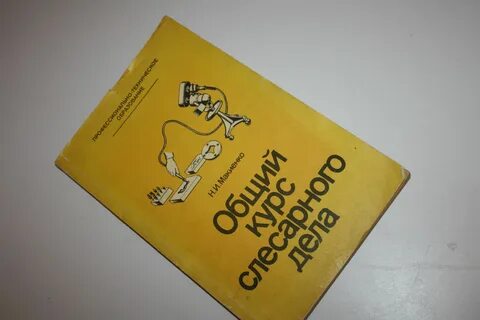 ПРОФЕССИОНАЛЬНО-ТЕХНИЧЕСКОЕ
ОБРАЗОВАНИЕ
Н.И. Макиенко
Общий
курс
слесарного
дела